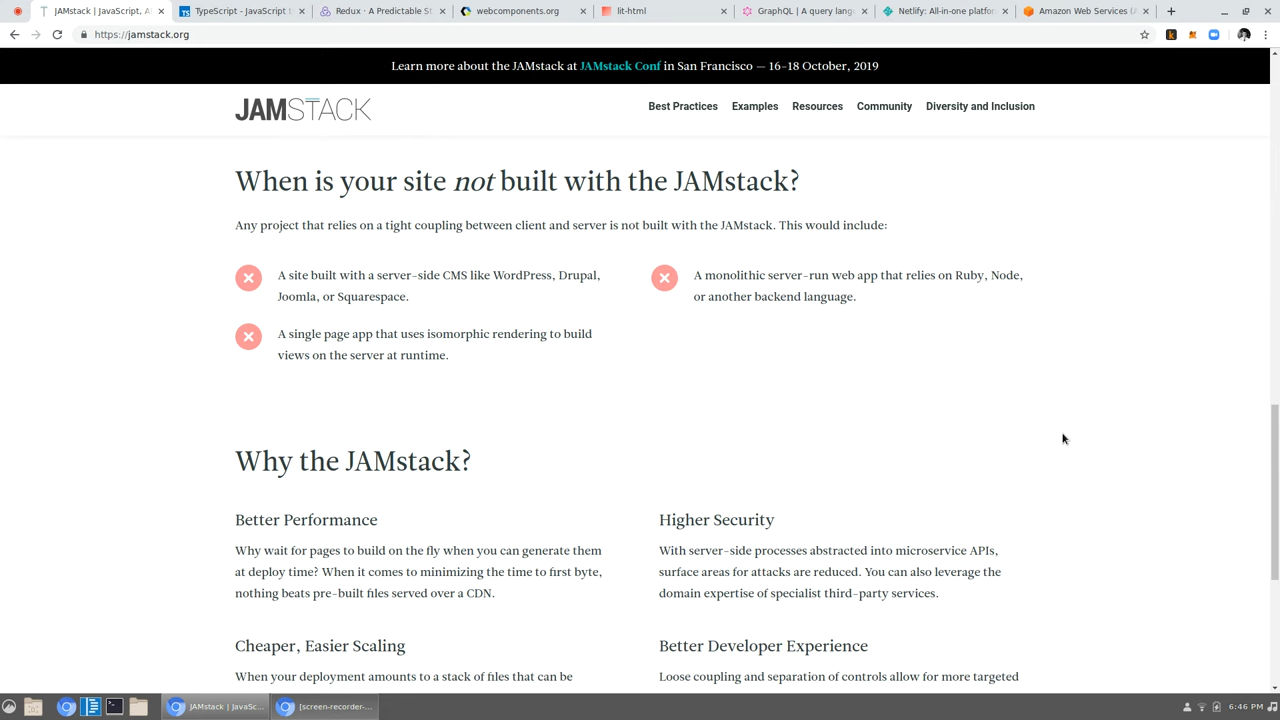 JAMstack | JavaScript, A
TypeScript - JavaScript t
Redux · A Predictable St
webcomponents.org
lit-html
GraphQL | A query lang
Netlify: All-in-one platfor
Amazon Web Services (A
https://jamstack.org
Learn more about the JAMstack at JAMstack Conf in San Francisco — 16-18 October, 2019
JAMSTACK
Best Practices
Examples
Resources
Community
Diversity and Inclusion
When is your site not built with the JAMstack?
Any project that relies on a tight coupling between client and server is not built with the JAMstack. This would include:
A site built with a server-side CMS like WordPress, Drupal,
Joomla, or Squarespace.
A monolithic server-run web app that relies on Ruby, Node,
or another backend language.
A single page app that uses isomorphic rendering to build
views on the server at runtime.
Why the JAMstack?
Better Performance
Why wait for pages to build on the fly when you can generate them
at deploy time? When it comes to minimizing the time to first byte,
nothing beats pre-built files served over a CDN.
Higher Security
With server-side processes abstracted into microservice APIs,
surface areas for attacks are reduced. You can also leverage the
domain expertise of specialist third-party services.
Cheaper, Easier Scaling
When your deployment amounts to a stack of files that can be
Better Developer Experience
Loose coupling and separation of controls allow for more targeted
JAMstack | JavaSc...
[screen-recorder-...
6:46 PM